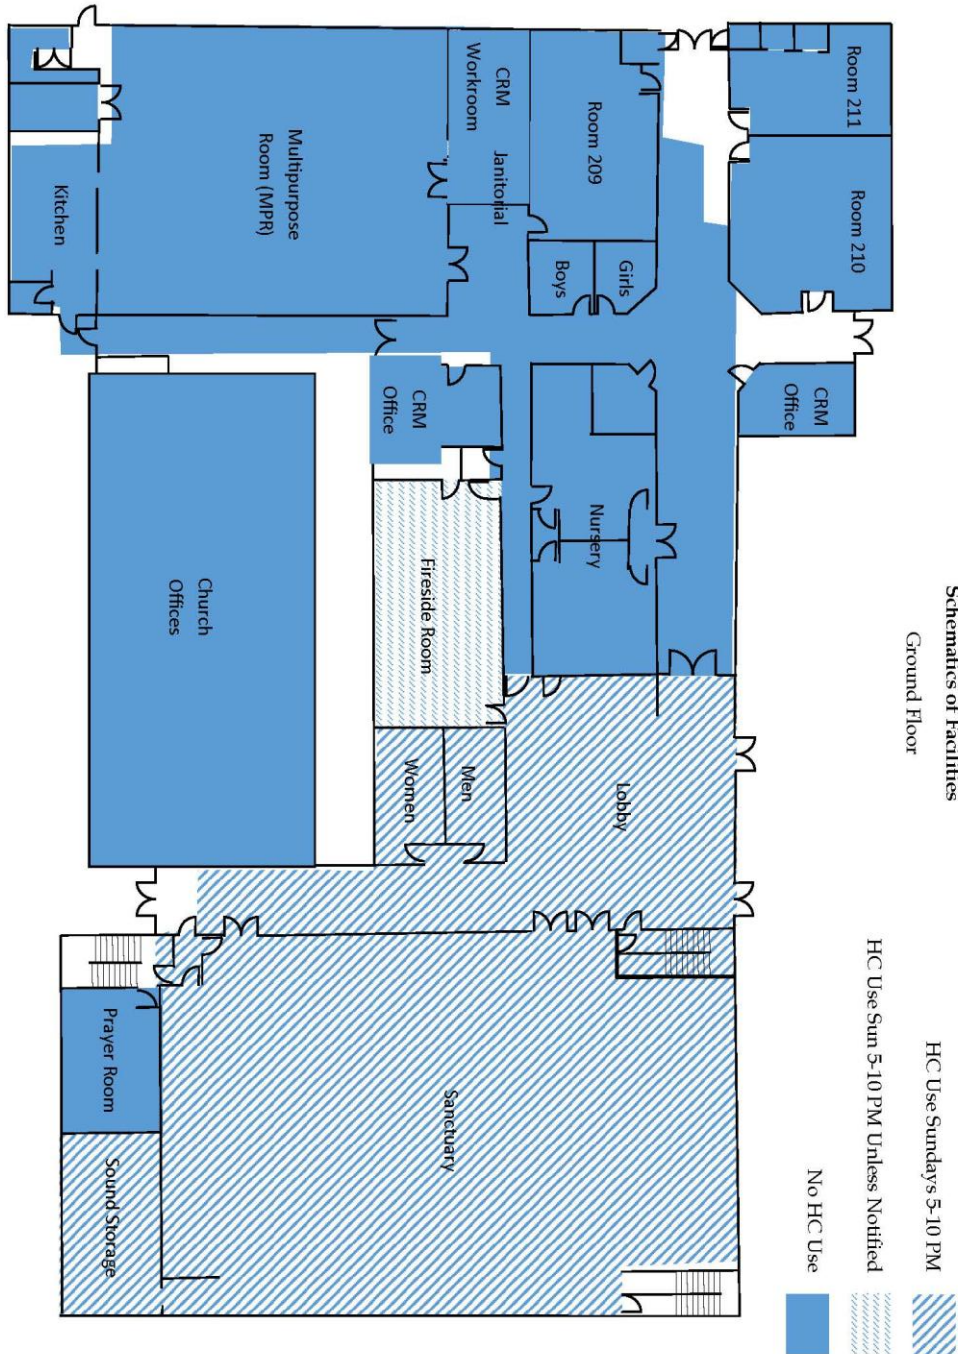 Schematics of Facilities
Ground Floor
HC Use Sundays 5-10 PM
HC Use Sun 5-10 PM Unless Notified
No HC Use
Room 211
Room 210
CRM
Office
Room 209
Girls
Boys
CRM
Workroom
Janitorial
Multipurpose
Room (MPR)
Kitchen
CRM
Office
Nursery
Fireside Room
Church
Offices
Men
Women
Lobby
Sanctuary
Prayer Room
Sound Storage